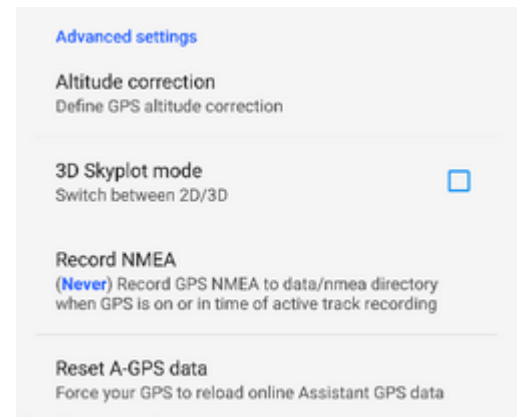 Advanced settings
Altitude correction
Define GPS altitude correction
3D Skyplot mode
Switch between 2D/3D
Record NMEA
(Never) Record GPS NMEA to data/nmea directory
when GPS is on or in time of active track recording
Reset A-GPS data
Force your GPS to reload online Assistant GPS data